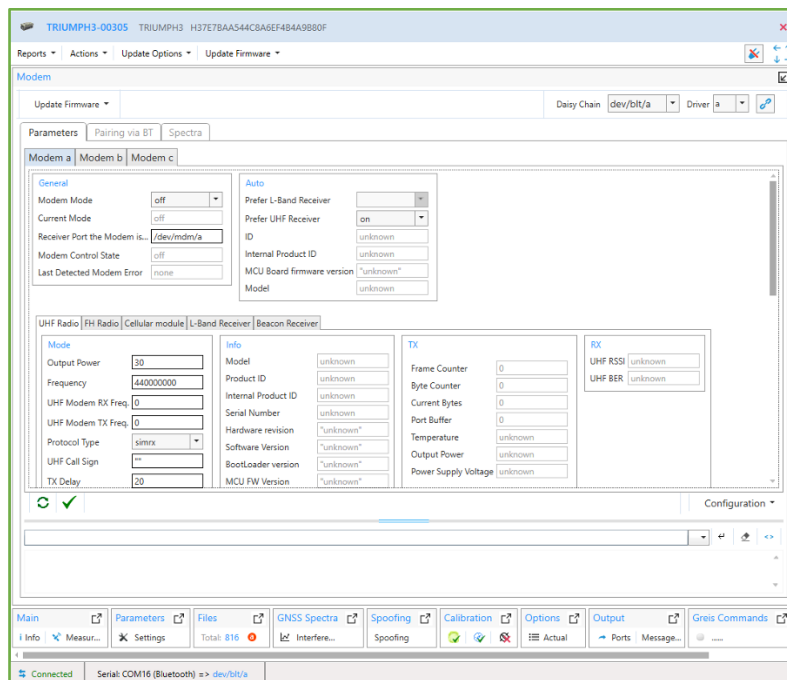 TRIUMPH3-00305 TRIUMPH3 H37E7BAA544C8A6EF4B4A9B80F
Reports Actions Update Options Update Firmware
Modem
Update Firmware Daisy Chain dev/blt/a Driver a
Parameters Pairing via BT Spectra
Modem a Modem b Modem c
General
Modem Mode off
Current Mode off
Receiver Port the Modem is... /dev/mdm/a
Modem Control State off
Last Detected Modem Error none
Auto
Prefer L-Band Receiver
Prefer UHF Receiver on
ID unknown
Internal Product ID unknown
MCU Board firmware version "unknown"
Model unknown
UHF Radio FH Radio Cellular module L-Band Receiver Beacon Receiver
Mode
Output Power 30
Frequency 440000000
UHF Modem RX Freq. 0
UHF Modem TX Freq. 0
Protocol Type simrx
UHF Call Sign ""
TX Delay 20
Info
Model unknown
Product ID unknown
Internal Product ID unknown
Serial Number unknown
Hardware revision "unknown"
Software Version "unknown"
BootLoader version "unknown"
MCU FW Version "unknown"
TX
Frame Counter 0
Byte Counter 0
Current Bytes 0
Port Buffer 0
Temperature unknown
Output Power unknown
Power Supply Voltage unknown
RX
UHF RSSI unknown
UHF BER unknown
Configuration
Main Parameters Files GNSS Spectra Spoofing Calibration Options Output Greis Commands
Info Measur... Settings Total: 816 Interfere... Spoofing Actual Ports Message... .....
Connected Serial: COM16 (Bluetooth) => dev/blt/a